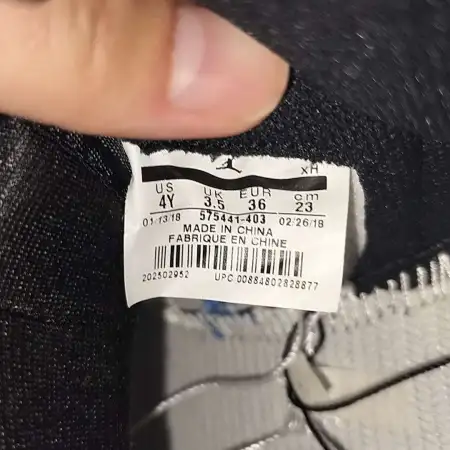 xH
US UK EUR cm
4Y 3.5 36 23
01/13/18 575441-403 02/26/18
MADE IN CHINA
FABRIQUE EN CHINE
202502952 UPC:00884802828877